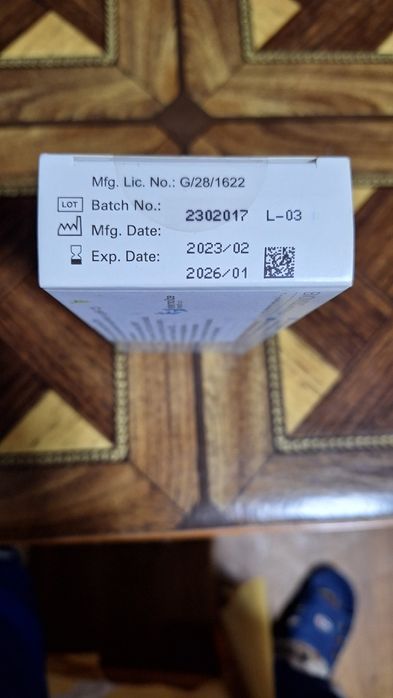 Mfg. Lic. No.: G/28/1622
LOT Batch No.: 2302017 L-03
Mfg. Date: 2023/02
Exp. Date: 2026/01